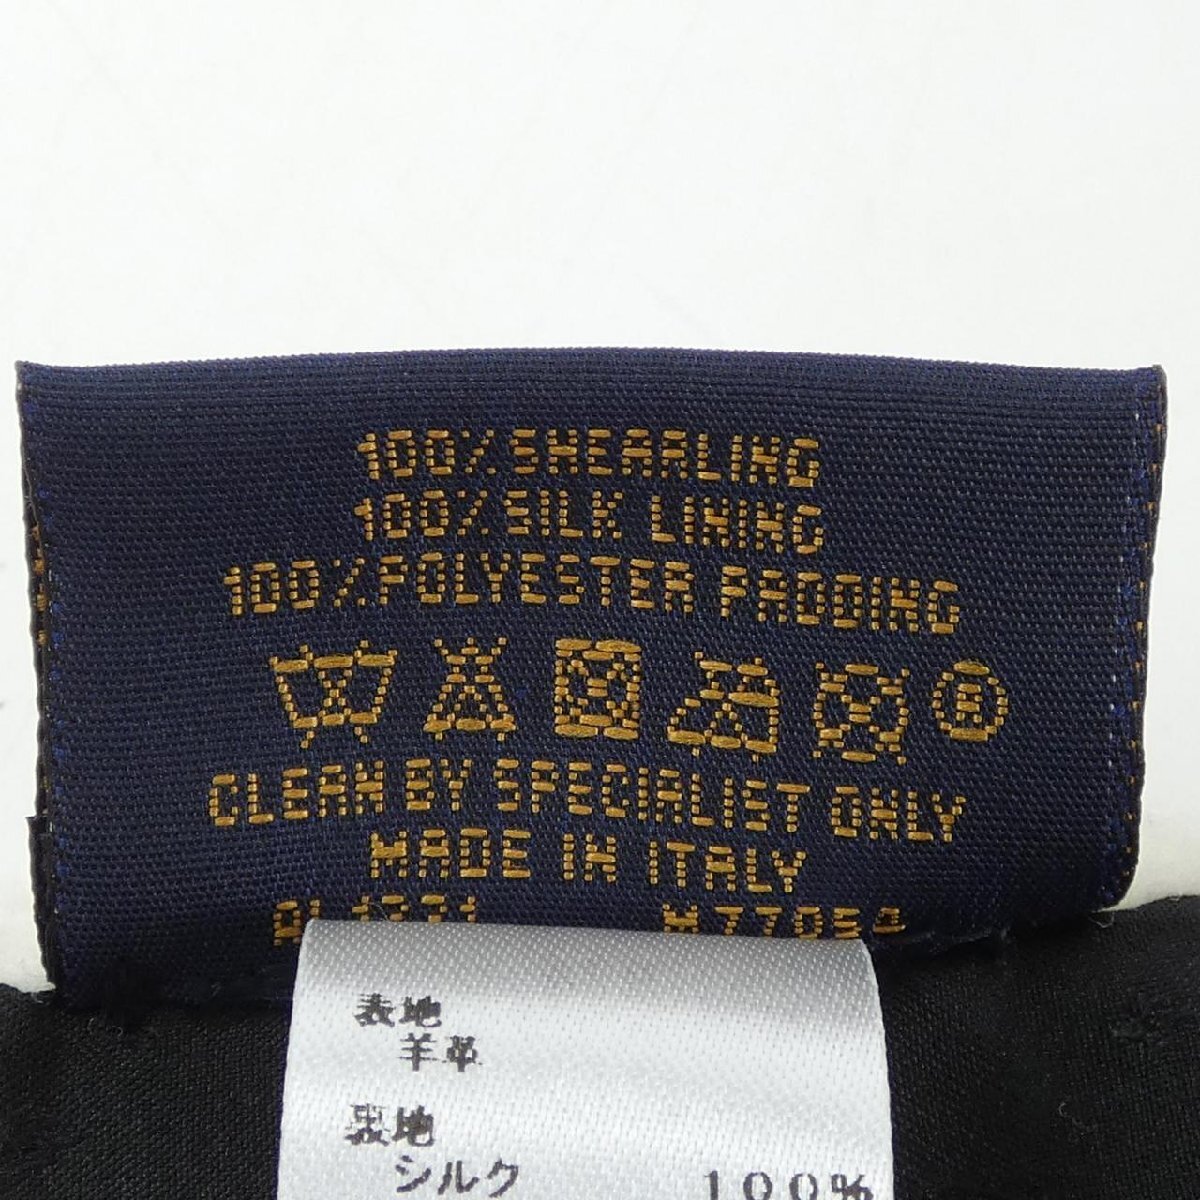 100% SHEARLING
100% SILK LINING
100% POLYESTER PADDING
CLEAN BY SPECIALIST ONLY
MADE IN ITALY
表地
羊革
裏地
シルク 100%